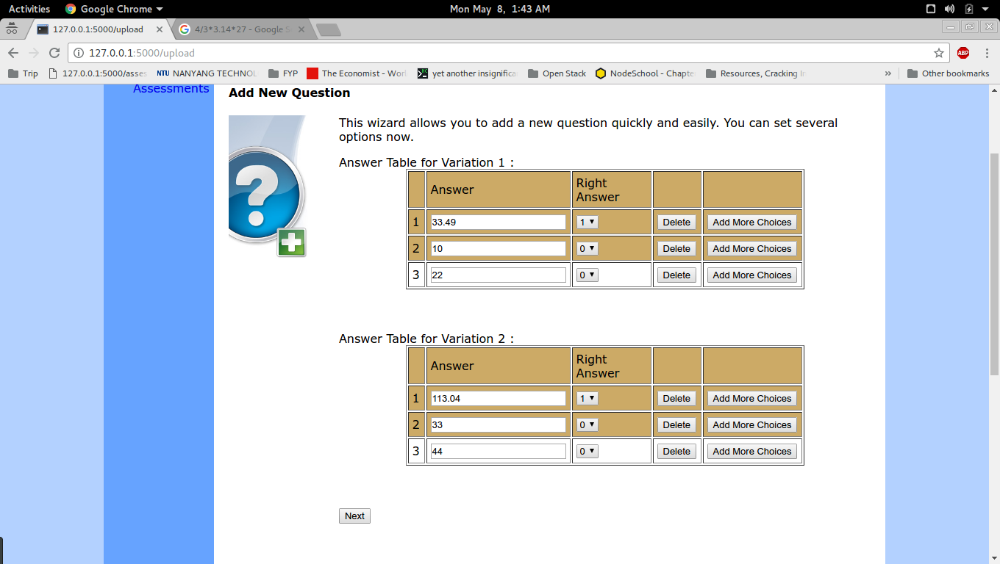 Activities Google Chrome Mon May 8, 1:43 AM
127.0.0.1:5000/upload 4/3*3.14*27 - Google S
127.0.0.1:5000/upload ABP
Trip 127.0.0.1:5000/asses NTU NANYANG TECHNOL FYP The Economist - Worl HC >_ yet another insignifica Open Stack NodeSchool - Chapte Resources, Cracking In » Other bookmarks
Assessments
Add New Question
This wizard allows you to add a new question quickly and easily. You can set several
options now.
Answer Table for Variation 1 :
Answer Right
Answer
1 33.49 1 Delete Add More Choices
2 10 0 Delete Add More Choices
3 22 0 Delete Add More Choices
Answer Table for Variation 2 :
Answer Right
Answer
1 113.04 1 Delete Add More Choices
2 33 0 Delete Add More Choices
3 44 0 Delete Add More Choices
Next